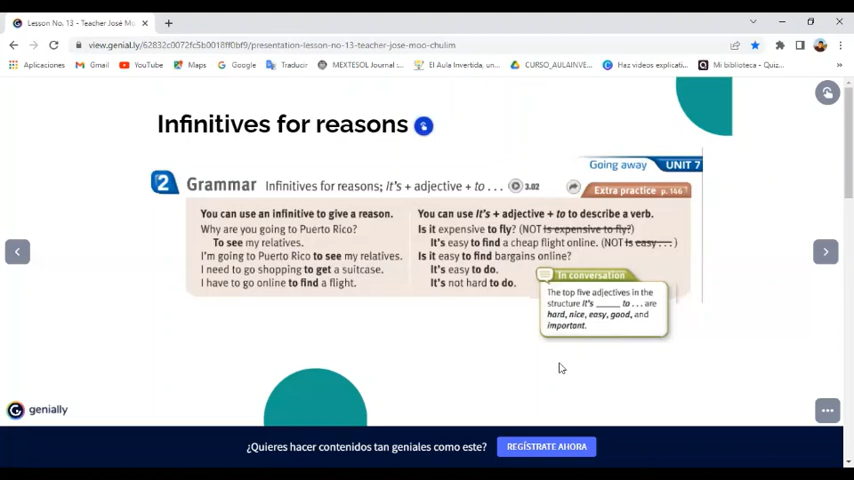 Lesson No. 13 - Teacher José Mo
view.genial.ly/62832c0072fc5b0018ff0bf9/presentation-lesson-no-13-teacher-jose-moo-chulim
Aplicaciones Gmail YouTube Maps Google Traducir MEXTESOL Journal :... El Aula Invertida, un... CURSO_AULAINVE... Haz videos explicati... Mi biblioteca - Quiz... »
Infinitives for reasons
Going away UNIT 7
2 Grammar Infinitives for reasons; It's + adjective + to . . . 3.02
Extra practice p. 146
You can use an infinitive to give a reason.
Why are you going to Puerto Rico?
To see my relatives.
I'm going to Puerto Rico to see my relatives.
I need to go shopping to get a suitcase.
I have to go online to find a flight.
You can use It's + adjective + to to describe a verb.
Is it expensive to fly? (NOT Is expensive to fly?)
It's easy to find a cheap flight online. (NOT Is easy . . . )
Is it easy to find bargains online?
It's easy to do.
It's not hard to do.
In conversation
The top five adjectives in the
structure it's _____ to . . . are
hard, nice, easy, good, and
important.
genially
¿Quieres hacer contenidos tan geniales como este? REGÍSTRATE AHORA